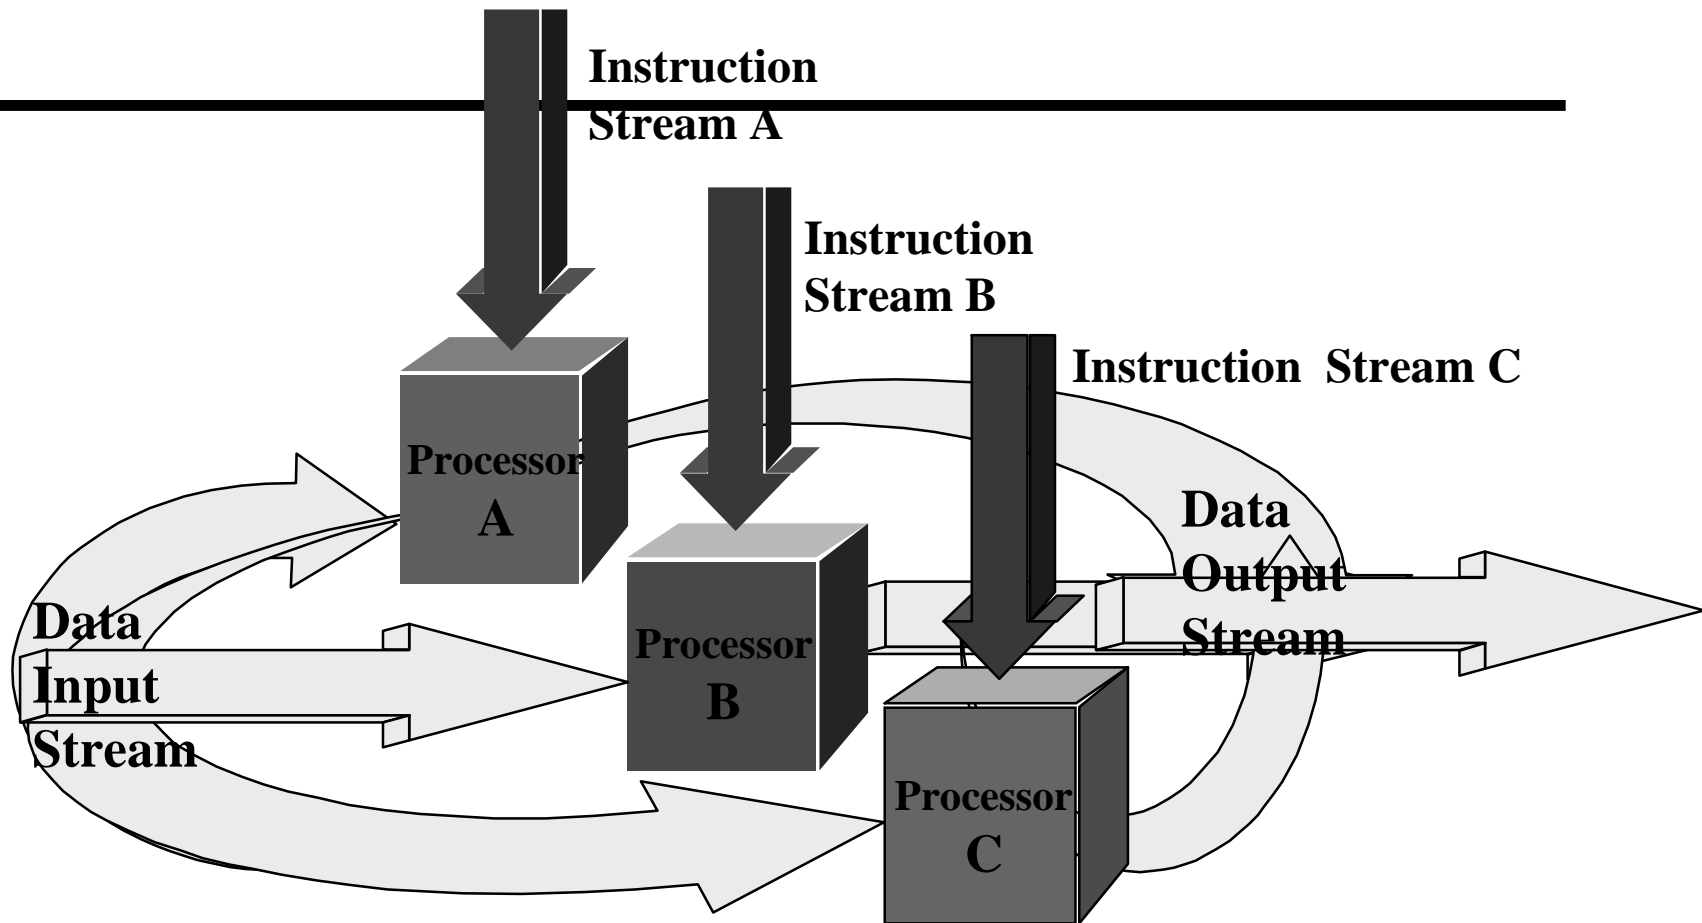 Instruction
Stream A
Instruction
Stream B
Instruction Stream C
Processor
A
Data
Output
Stream
Data
Input
Stream
Processor
B
Processor
C